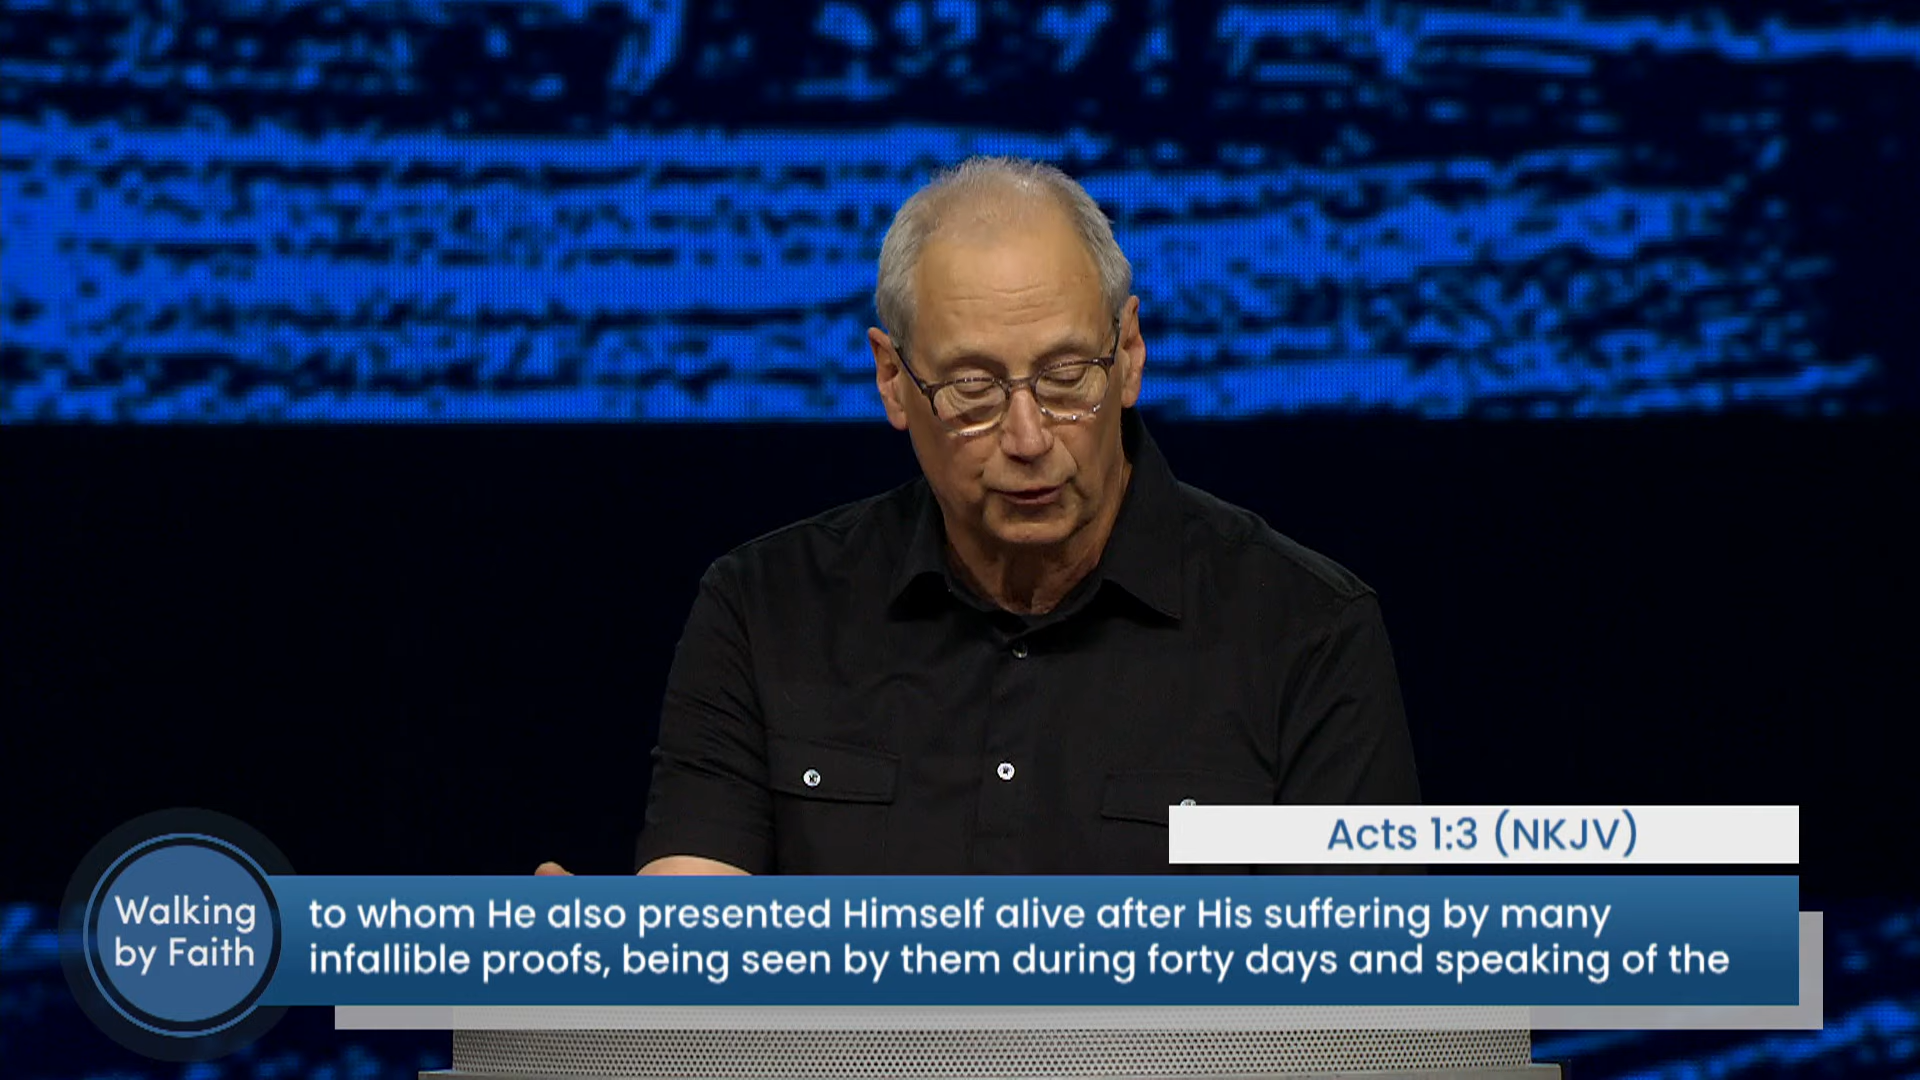 Acts 1:3 (NKJV)
Walking
by Faith
to whom He also presented Himself alive after His suffering by many
infallible proofs, being seen by them during forty days and speaking of the